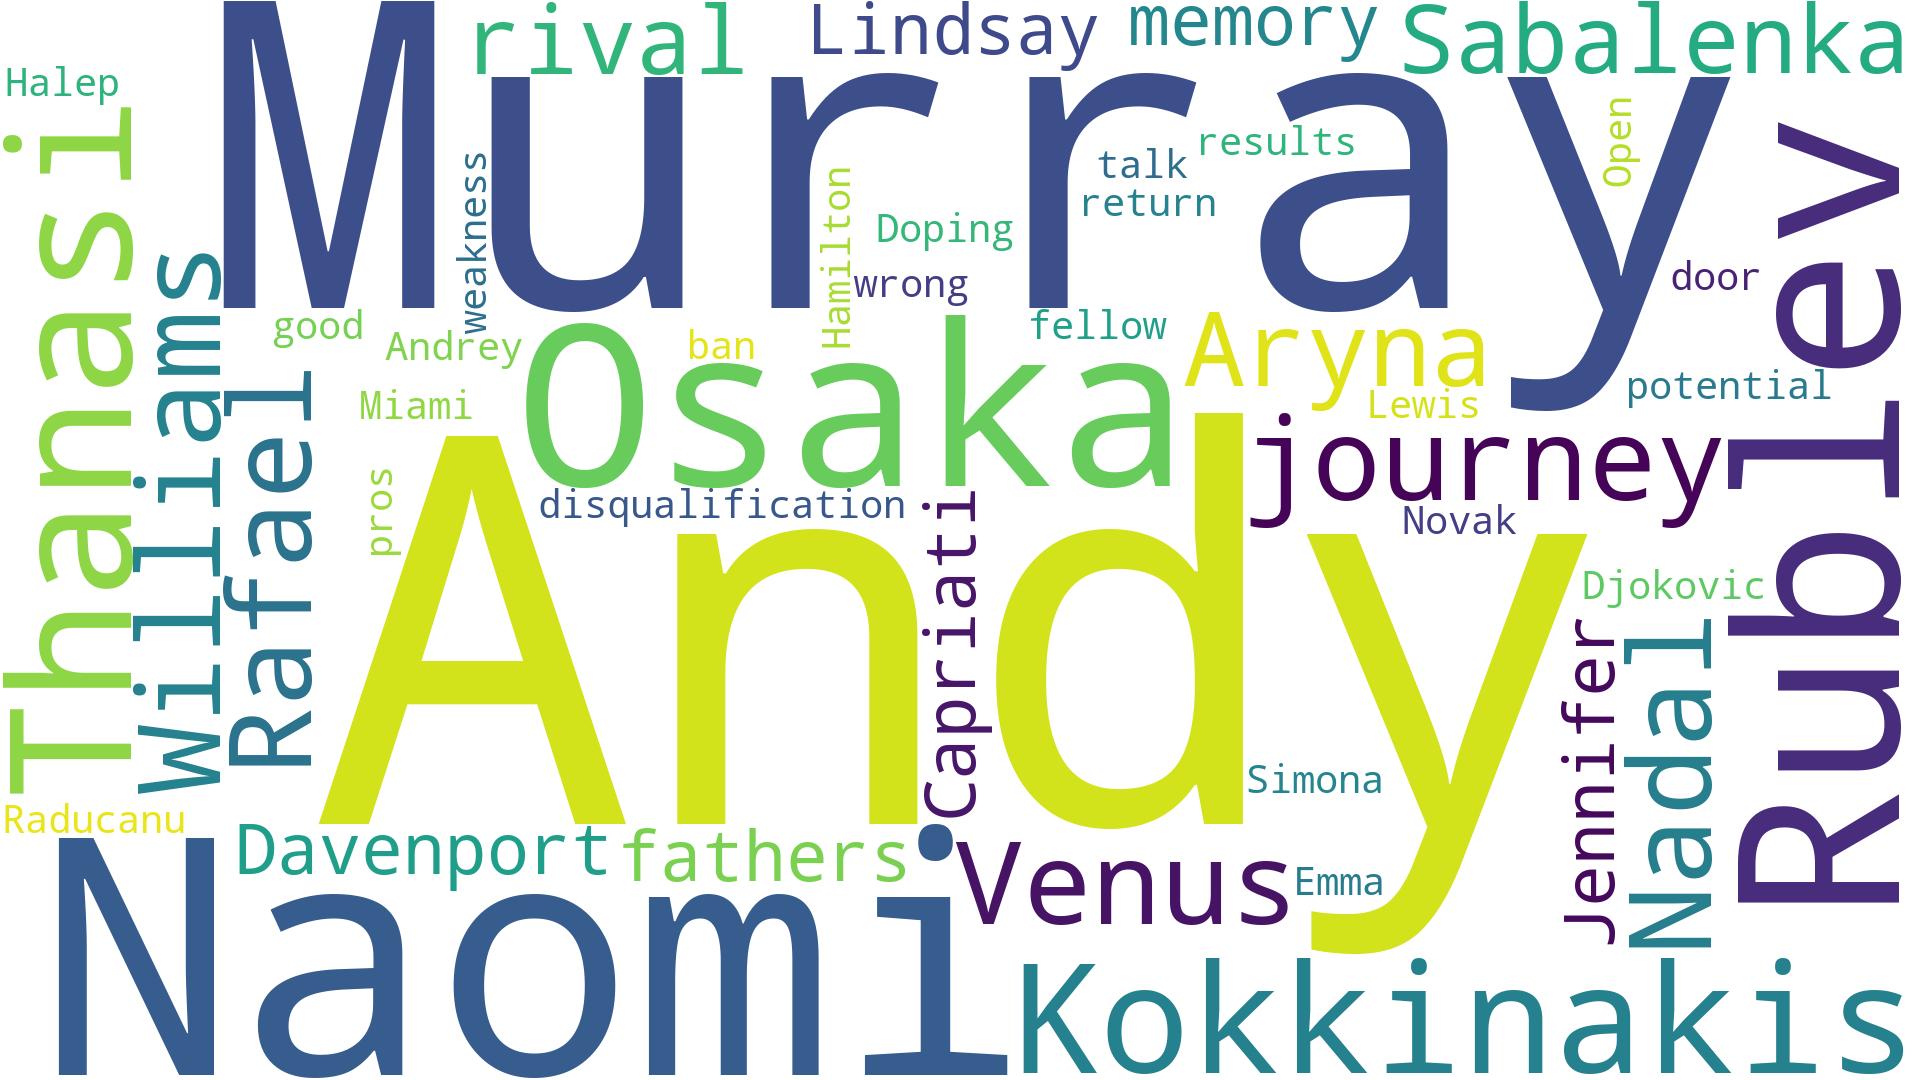 Murray
rival
Lindsay
memory
Sabalenka
Halep
Thanasi
Williams
Rafael
weakness
Hamilton
Doping
wrong
talk
return
results
Open
door
Rublev
good
Andrey
ban
fellow
Aryna
Lewis
potential
Miami
Osaka
journey
Novak
pros
disqualification
Andy
Capriati
Djokovic
Jennifer
Nadal
Simona
Raducanu
Davenport
fathers
Venus
Emma
Naomi
Kokkinakis